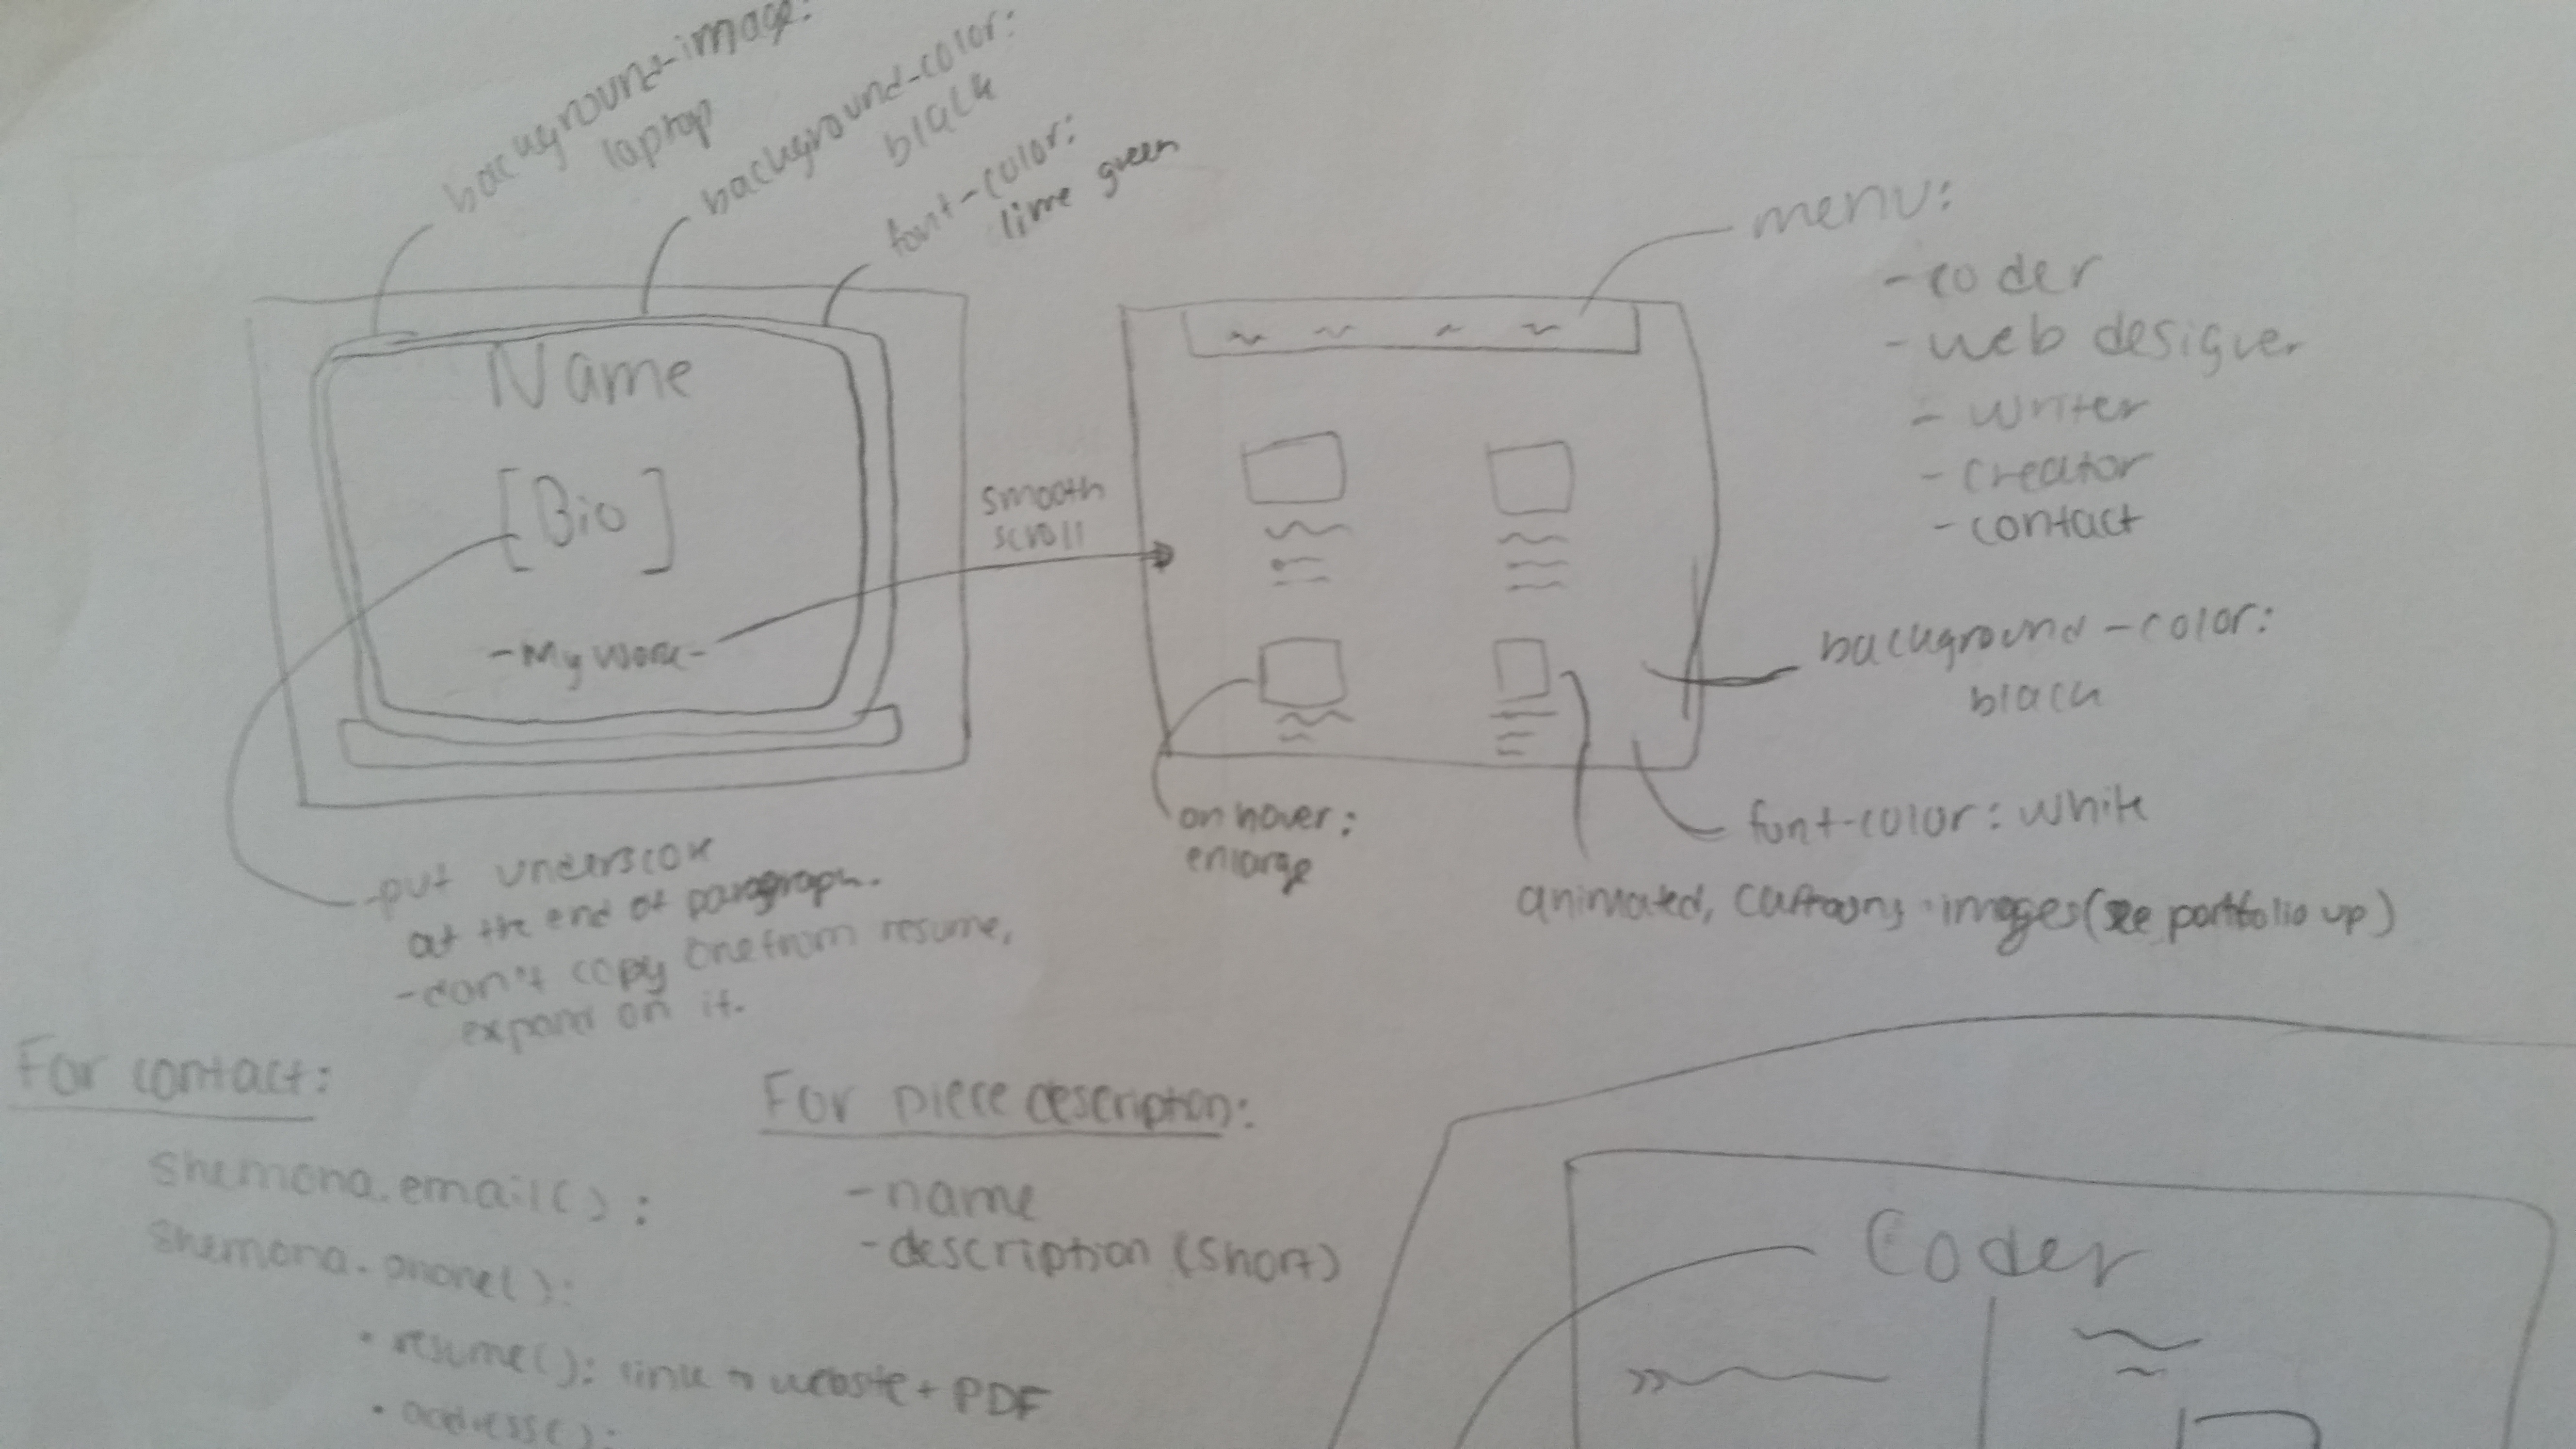 background-image:
laptop
background-color:
black
font-color:
lime green
Name
[Bio]
-My work-
smooth
scroll
menu:
-coder
-web designer
-writer
-creator
-contact
background-color:
black
font-color: white
on hover:
enlarge
animated, images (see portfolio up)
-put underscore
at the end of paragraph.
-don't copy one from resume,
expand on it.
For contact:
shemona.email():
shemona.phone():
• resume(): link to website + PDF
• address():
For piece description:
-name
-description (short)
Coder
>>